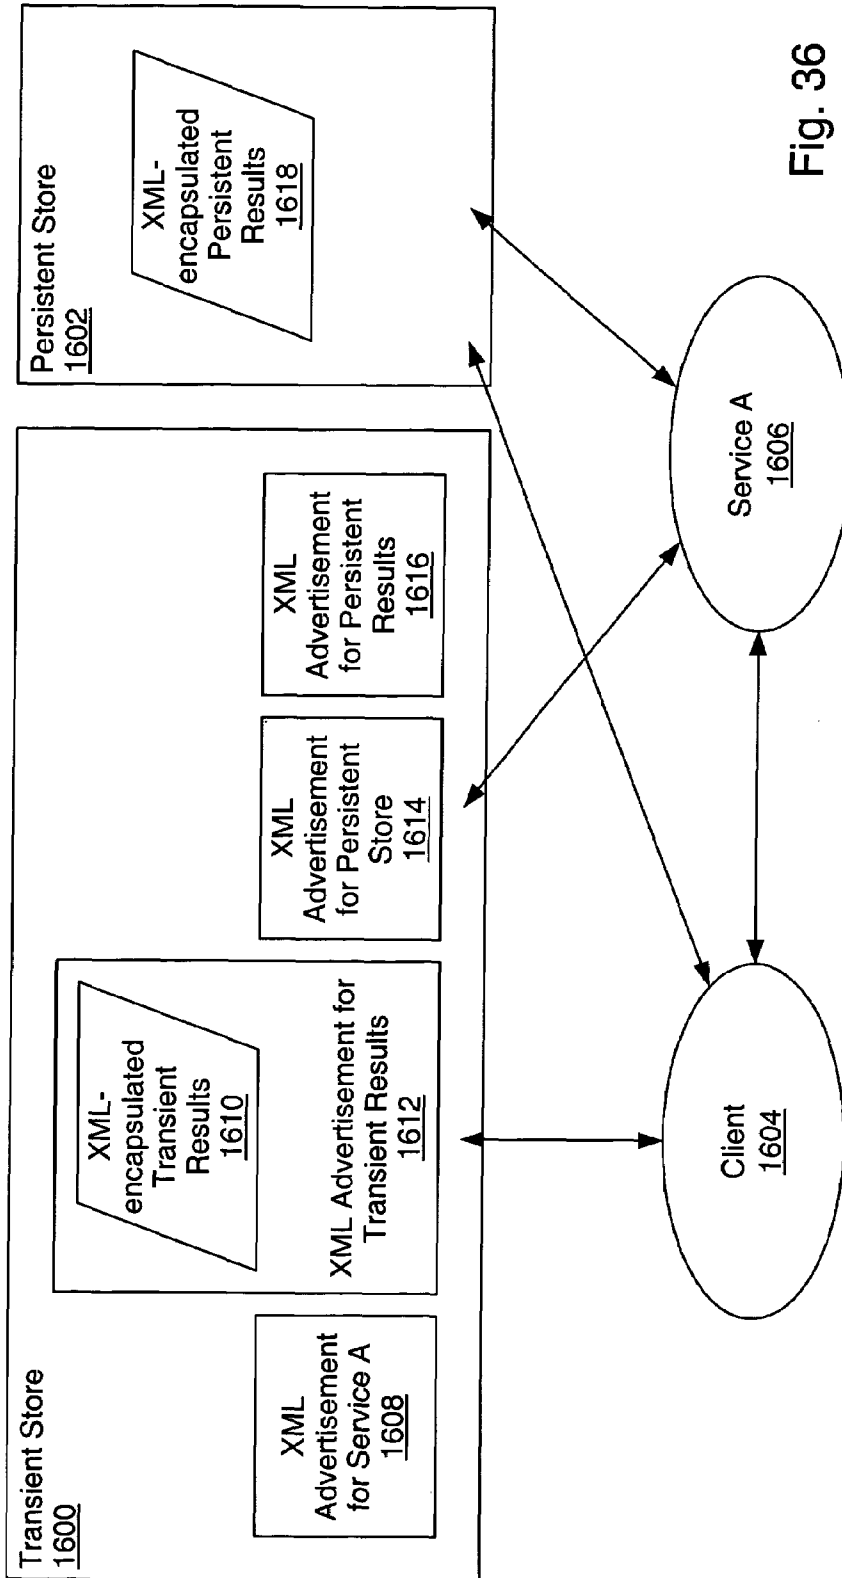 Transient Store
1600
XML
Advertisement
for Service A
1608
XML-
encapsulated
Transient
Results
1610
XML Advertisement for
Transient Results
1612
XML
Advertisement
for Persistent
Store
1614
XML
Advertisement
for Persistent
Results
1616
Persistent Store
1602
XML-
encapsulated
Persistent
Results
1618
Client
1604
Service A
1606
Fig. 36